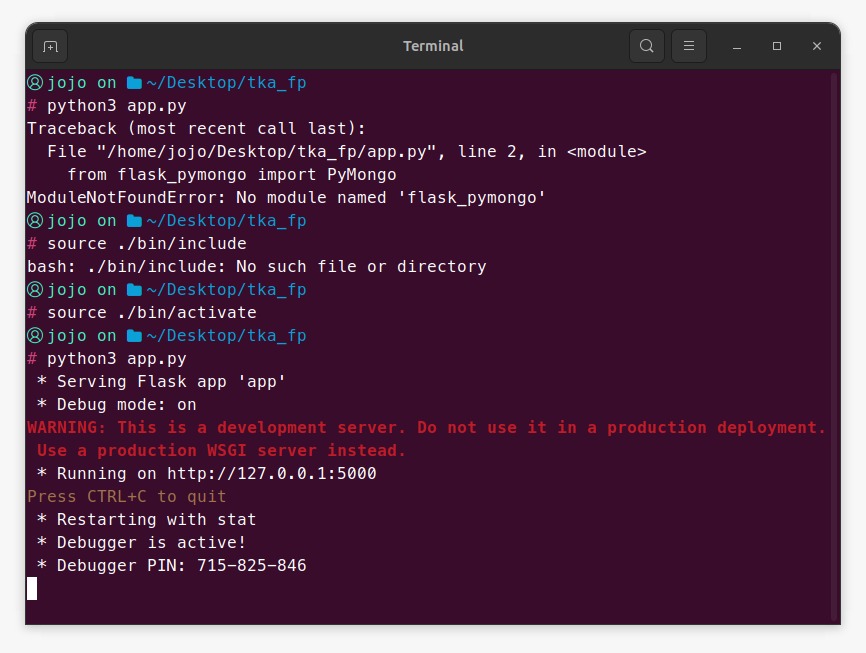 Terminal
jojo on ~/Desktop/tka_fp
# python3 app.py
Traceback (most recent call last):
  File "/home/jojo/Desktop/tka_fp/app.py", line 2, in <module>
    from flask_pymongo import PyMongo
ModuleNotFoundError: No module named 'flask_pymongo'
jojo on ~/Desktop/tka_fp
# source ./bin/include
bash: ./bin/include: No such file or directory
jojo on ~/Desktop/tka_fp
# source ./bin/activate
jojo on ~/Desktop/tka_fp
# python3 app.py
 * Serving Flask app 'app'
 * Debug mode: on
WARNING: This is a development server. Do not use it in a production deployment.
 Use a production WSGI server instead.
 * Running on http://127.0.0.1:5000
Press CTRL+C to quit
 * Restarting with stat
 * Debugger is active!
 * Debugger PIN: 715-825-846